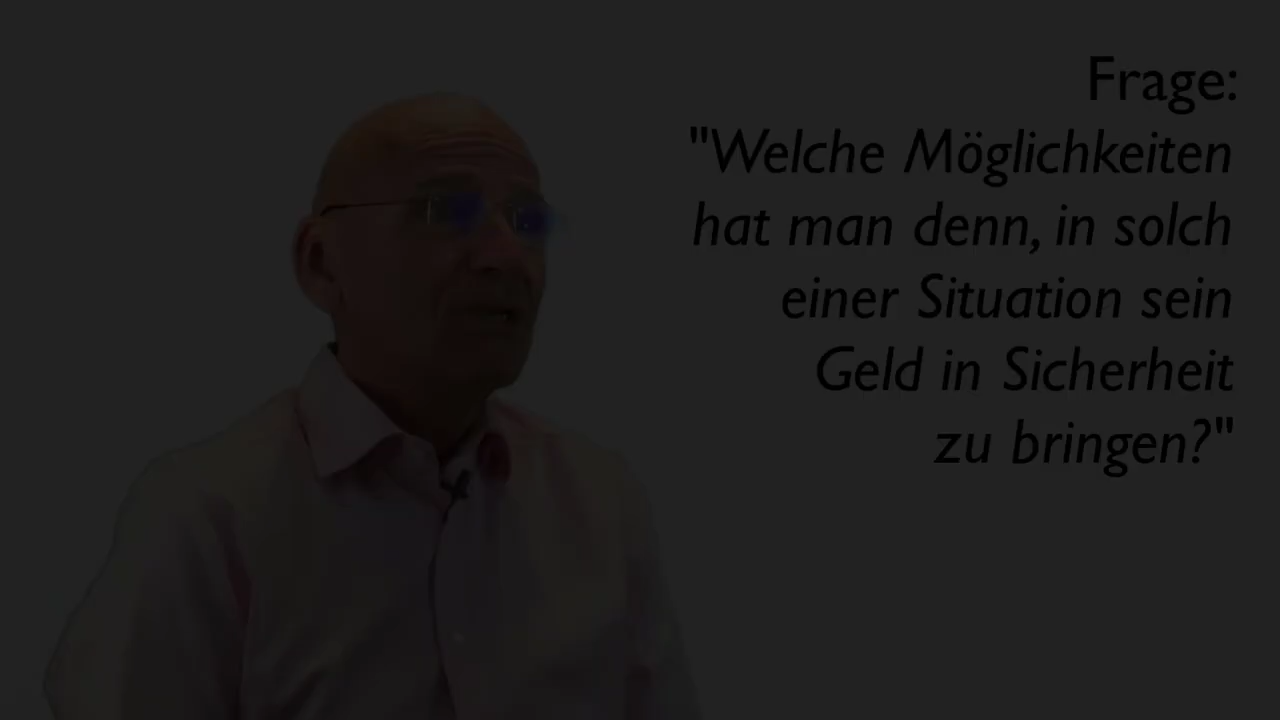 Frage:
"Welche Möglichkeiten
hat man denn, in solch
einer Situation sein
Geld in Sicherheit
zu bringen?"